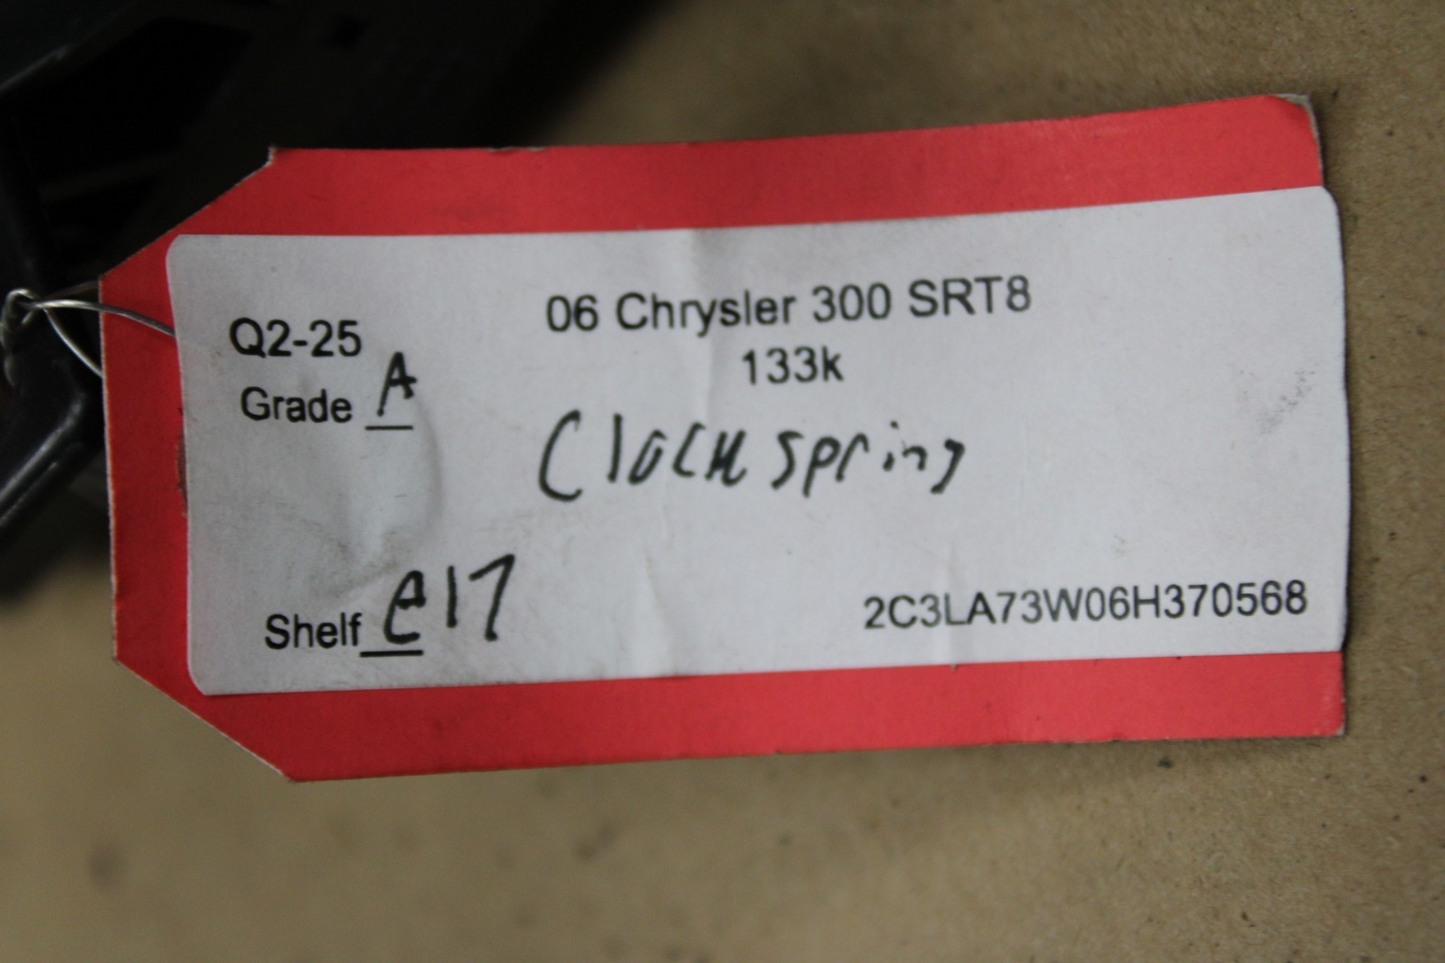 06 Chrysler 300 SRT8
Q2-25
133k
Grade A
Clock spring
Shelf e17
2C3LA73W06H370568